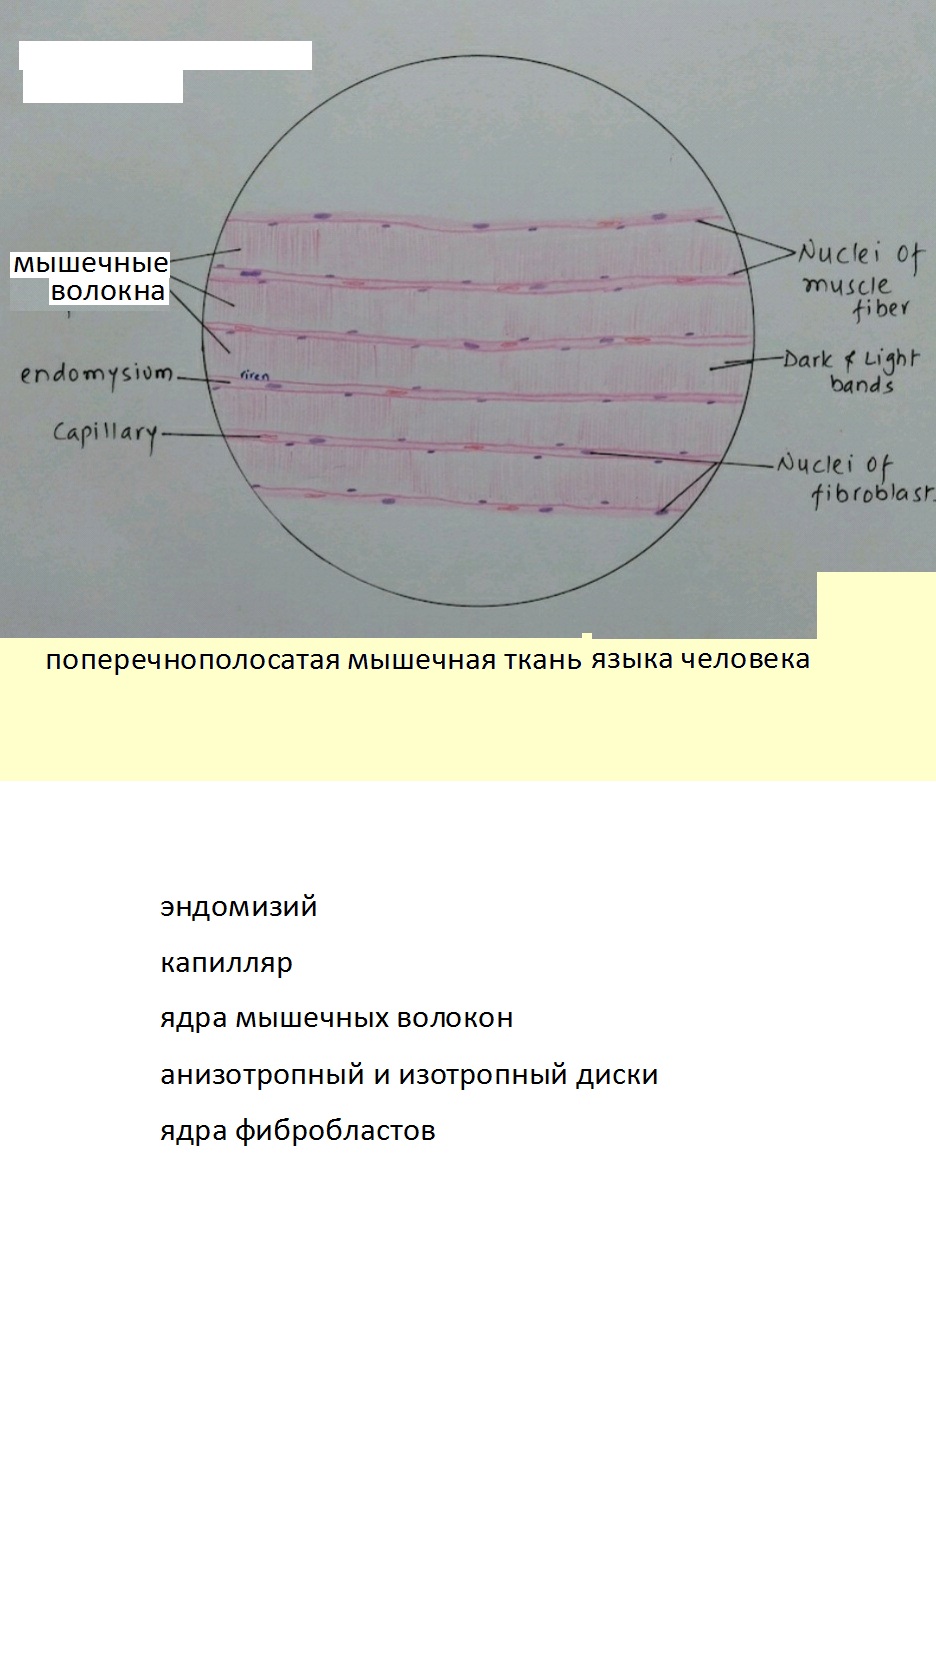 мышечные
волокна
endomysium
Capillary
riren
Nuclei of
muscle
fiber
Dark & Light
bands
Nuclei of
fibroblast
поперечнополосатая мышечная ткань языка человека
эндомизий
капилляр
ядра мышечных волокон
анизотропный и изотропный диски
ядра фибробластов